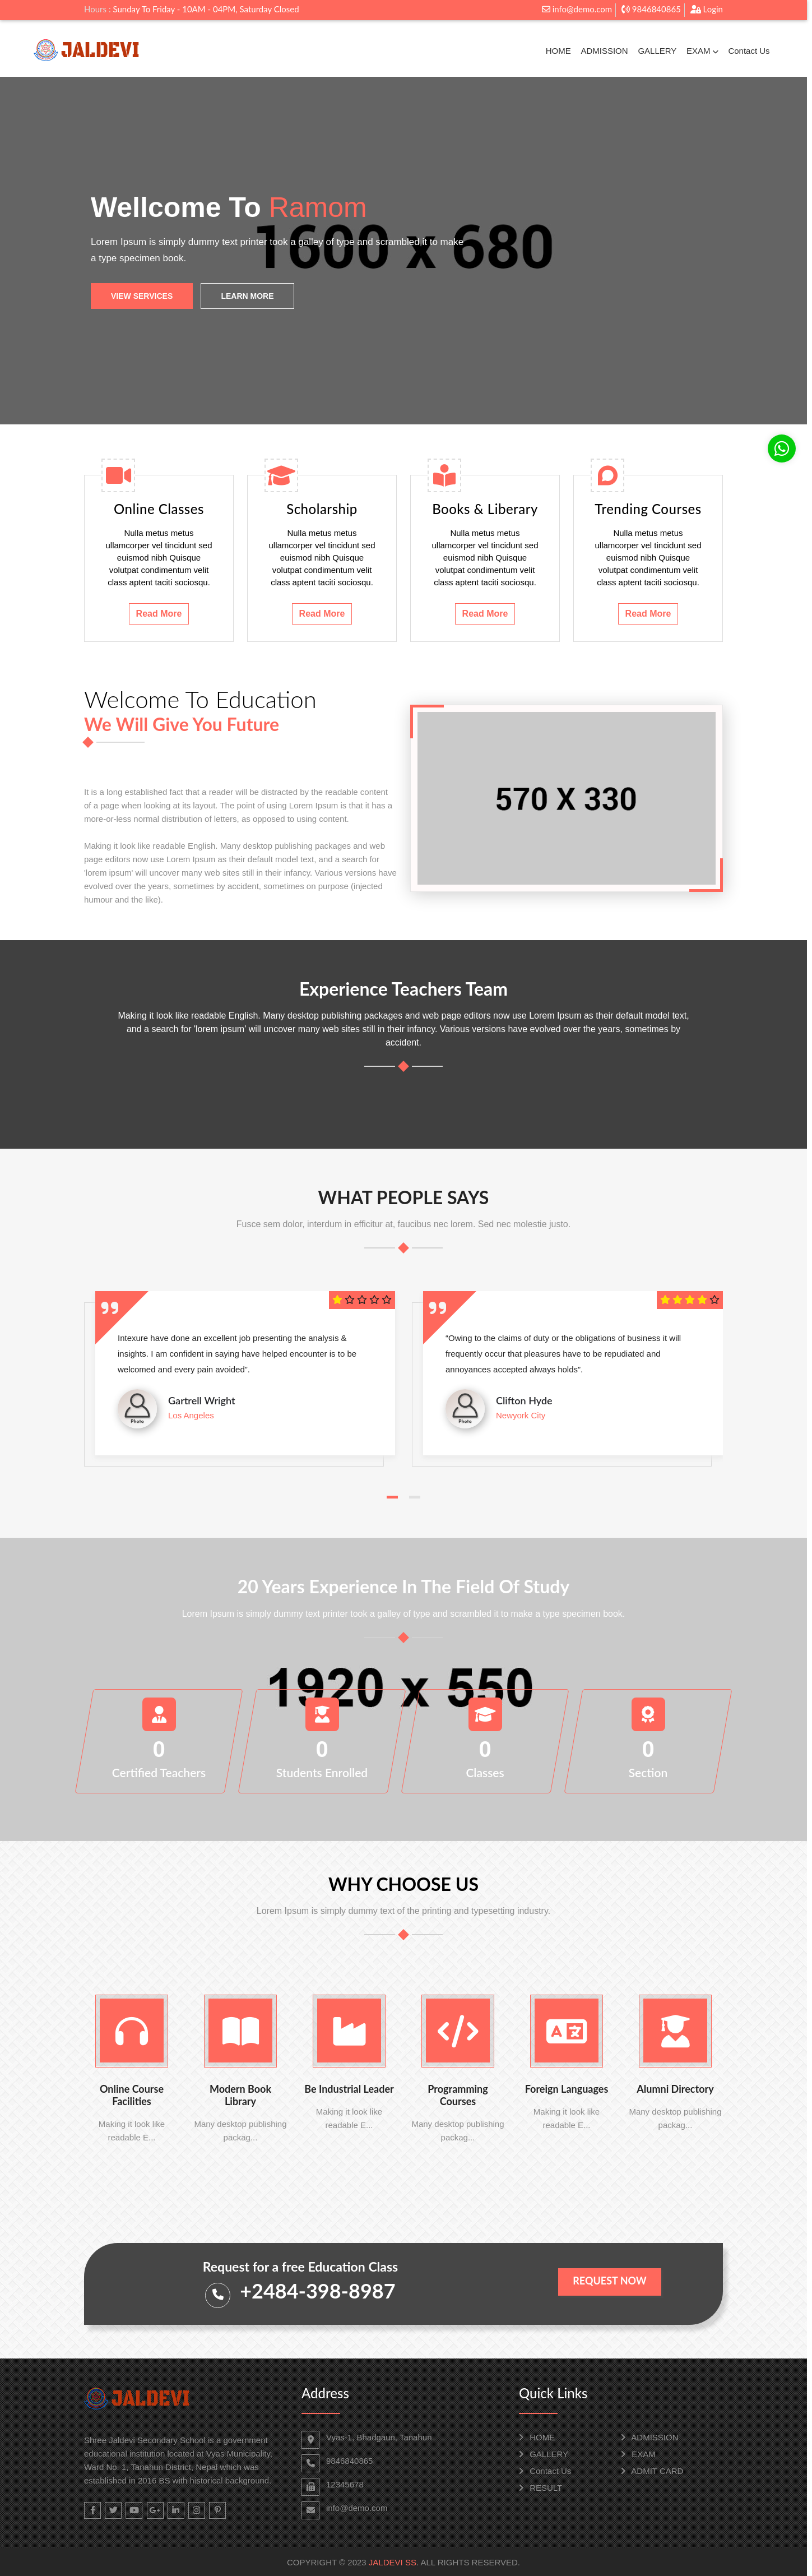 Hours : Sunday To Friday - 10AM - 04PM, Saturday Closed
info@demo.com
9846840865
Login
JALDEVI
HOME
ADMISSION
GALLERY
EXAM
Contact Us
Wellcome To Ramom
1600 x 680
Lorem Ipsum is simply dummy text printer took a galley of type and scrambled it to make
a type specimen book.
VIEW SERVICES
LEARN MORE
Online Classes
Nulla metus metus
ullamcorper vel tincidunt sed
euismod nibh Quisque
volutpat condimentum velit
class aptent taciti sociosqu.
Read More
Scholarship
Nulla metus metus
ullamcorper vel tincidunt sed
euismod nibh Quisque
volutpat condimentum velit
class aptent taciti sociosqu.
Read More
Books & Liberary
Nulla metus metus
ullamcorper vel tincidunt sed
euismod nibh Quisque
volutpat condimentum velit
class aptent taciti sociosqu.
Read More
Trending Courses
Nulla metus metus
ullamcorper vel tincidunt sed
euismod nibh Quisque
volutpat condimentum velit
class aptent taciti sociosqu.
Read More
Welcome To Education
We Will Give You Future
It is a long established fact that a reader will be distracted by the readable content
of a page when looking at its layout. The point of using Lorem Ipsum is that it has a
more-or-less normal distribution of letters, as opposed to using content.
Making it look like readable English. Many desktop publishing packages and web
page editors now use Lorem Ipsum as their default model text, and a search for
'lorem ipsum' will uncover many web sites still in their infancy. Various versions have
evolved over the years, sometimes by accident, sometimes on purpose (injected
humour and the like).
570 X 330
Experience Teachers Team
Making it look like readable English. Many desktop publishing packages and web page editors now use Lorem Ipsum as their default model text,
and a search for 'lorem ipsum' will uncover many web sites still in their infancy. Various versions have evolved over the years, sometimes by
accident.
WHAT PEOPLE SAYS
Fusce sem dolor, interdum in efficitur at, faucibus nec lorem. Sed nec molestie justo.
Intexure have done an excellent job presenting the analysis &
insights. I am confident in saying have helped encounter is to be
welcomed and every pain avoided”.
Photo
Gartrell Wright
Los Angeles
“Owing to the claims of duty or the obligations of business it will
frequently occur that pleasures have to be repudiated and
annoyances accepted always holds”.
Photo
Clifton Hyde
Newyork City
20 Years Experience In The Field Of Study
Lorem Ipsum is simply dummy text printer took a galley of type and scrambled it to make a type specimen book.
1920 x 550
0
Certified Teachers
0
Students Enrolled
0
Classes
0
Section
WHY CHOOSE US
Lorem Ipsum is simply dummy text of the printing and typesetting industry.
Online Course
Facilities
Making it look like
readable E...
Modern Book
Library
Many desktop publishing
packag...
Be Industrial Leader
Making it look like
readable E...
Programming
Courses
Many desktop publishing
packag...
A
Foreign Languages
Making it look like
readable E...
Alumni Directory
Many desktop publishing
packag...
Request for a free Education Class
+2484-398-8987
REQUEST NOW
JALDEVI
Shree Jaldevi Secondary School is a government
educational institution located at Vyas Municipality,
Ward No. 1, Tanahun District, Nepal which was
established in 2016 BS with historical background.
Address
Vyas-1, Bhadgaun, Tanahun
9846840865
12345678
info@demo.com
Quick Links
HOME
ADMISSION
GALLERY
EXAM
Contact Us
ADMIT CARD
RESULT
COPYRIGHT © 2023 JALDEVI SS. ALL RIGHTS RESERVED.